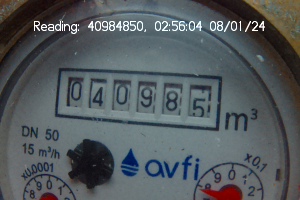 Reading: 40984850, 02:56:04 08/01/24
040985
m³
DN 50
15 m³/h
avfi
x0,0001
x0,1